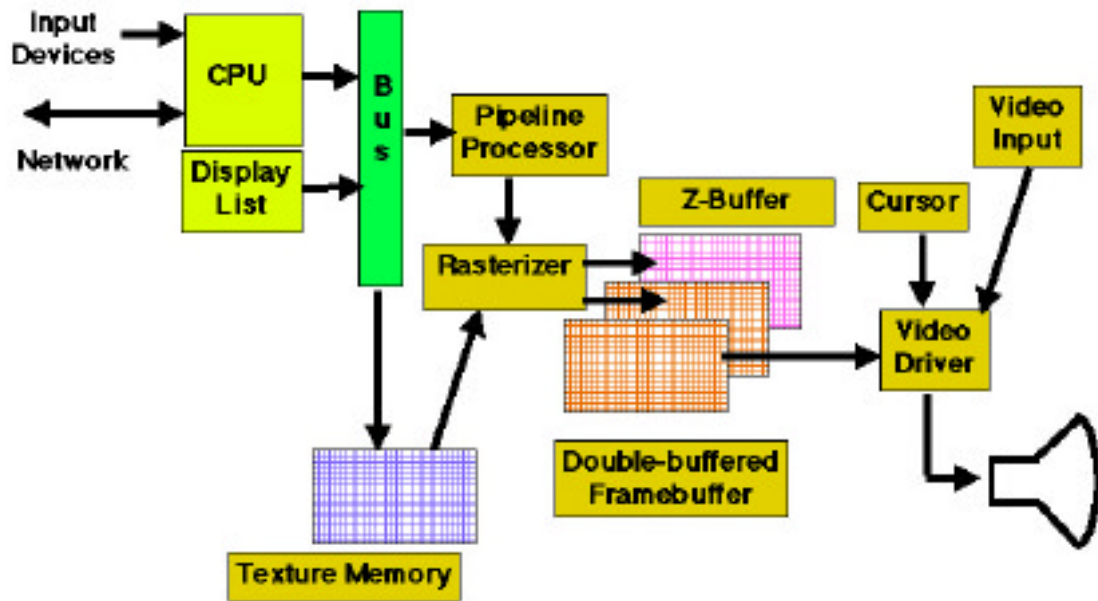 Input
Devices
CPU
Network
Display
List
Bus
Pipeline
Processor
Rasterizer
Z-Buffer
Cursor
Video
Input
Video
Driver
Double-buffered
Framebuffer
Texture Memory